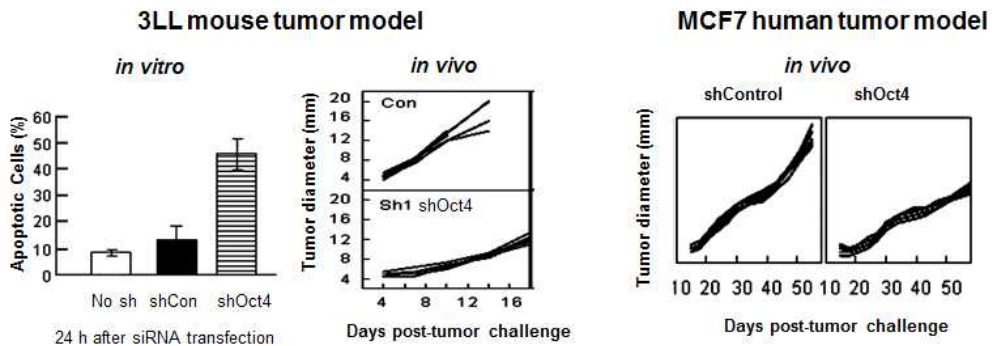 3LL mouse tumor model
in vitro
Apoptotic Cells (%)
60
50
40
30
20
10
0
No sh shCon shOct4
24 h after siRNA transfection
in vivo
Tumor diameter (mm)
20
16
12
8
4
Con
20
16
12
8
4
Sh1 shOct4
4 8 12 16
Days post-tumor challenge
MCF7 human tumor model
in vivo
shControl shOct4
Tumor diameter (mm)
10 20 30 40 50 10 20 30 40 50
Days post-tumor challenge